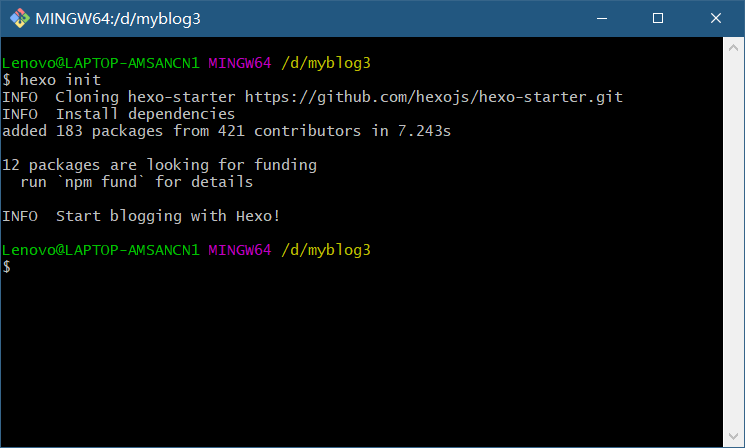 MINGW64:/d/myblog3
Lenovo@LAPTOP-AMSANCN1 MINGW64 /d/myblog3
$ hexo init
INFO  Cloning hexo-starter https://github.com/hexojs/hexo-starter.git
INFO  Install dependencies
added 183 packages from 421 contributors in 7.243s
12 packages are looking for funding
  run `npm fund` for details
INFO  Start blogging with Hexo!
Lenovo@LAPTOP-AMSANCN1 MINGW64 /d/myblog3
$